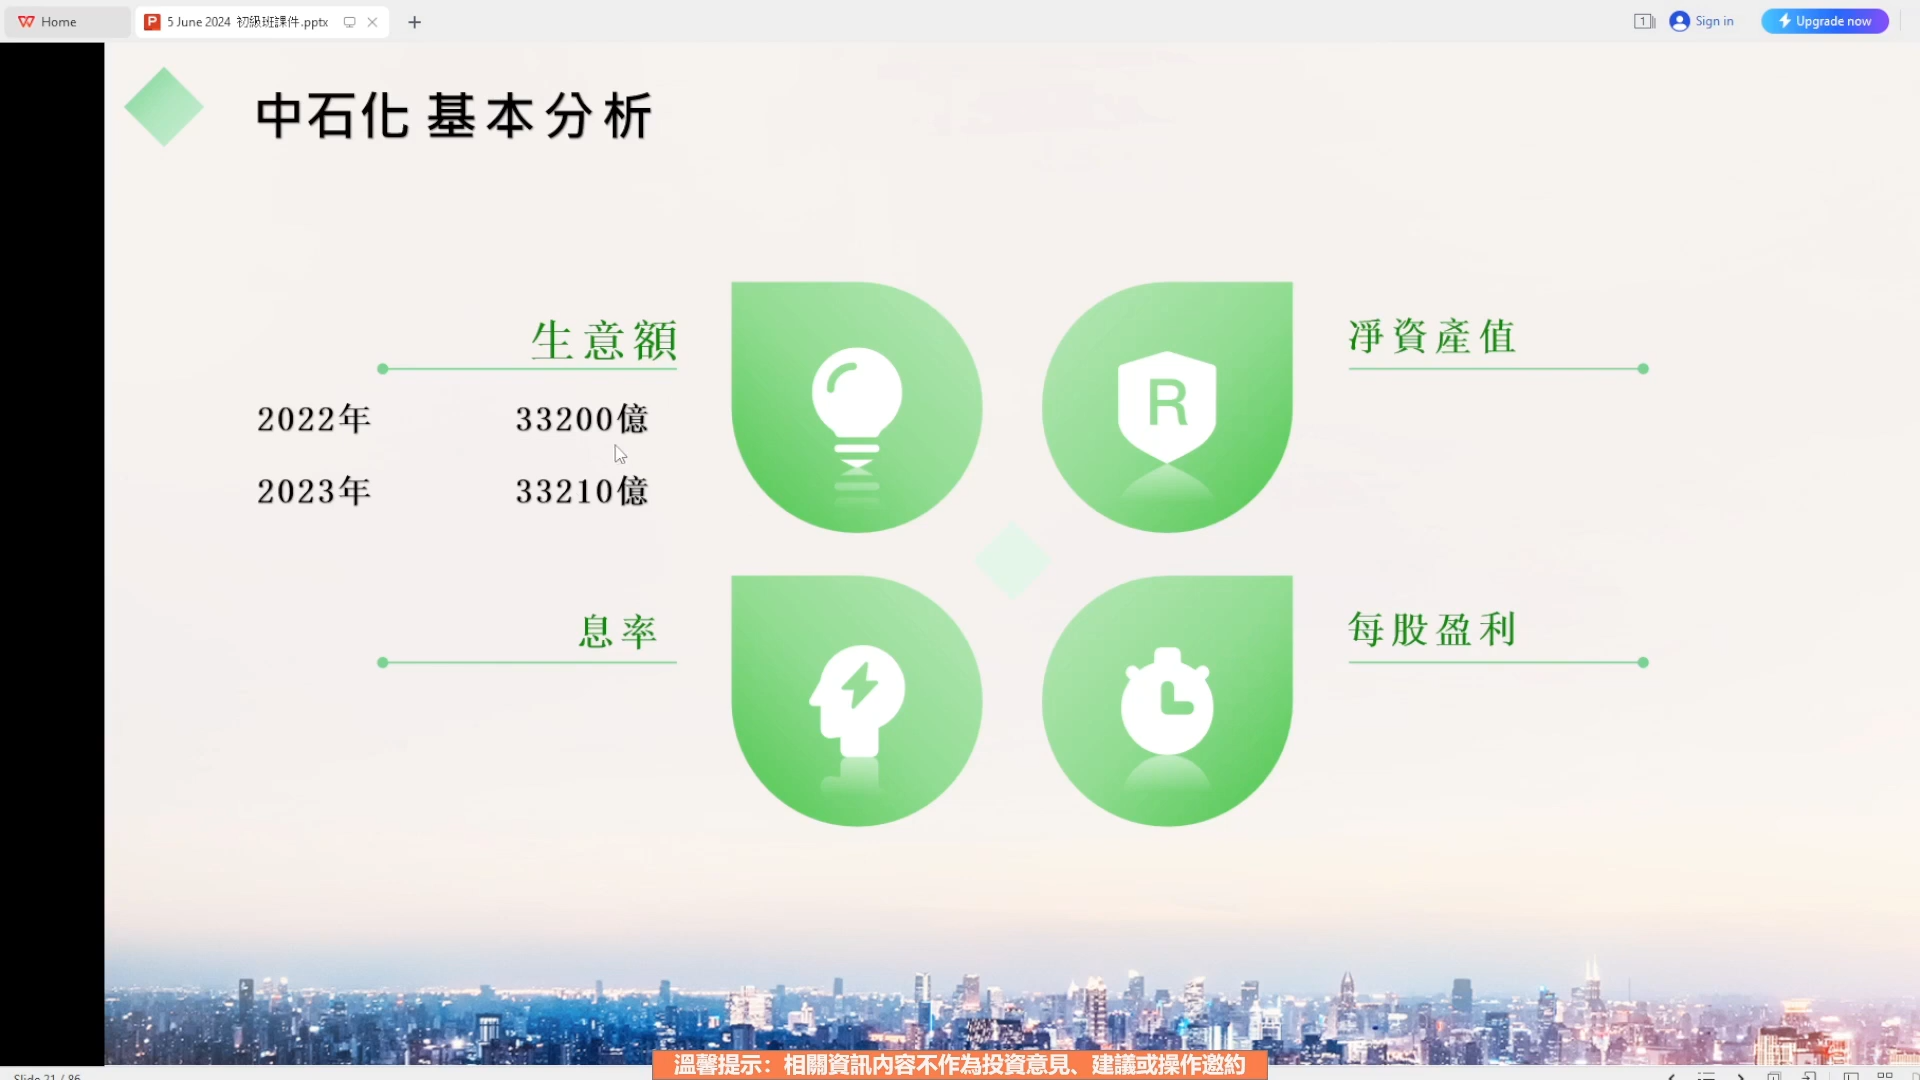 Home
5 June 2024 初級班課件.pptx
1
Sign in
Upgrade now
中石化 基本分析
生意額
2022年 33200億
2023年 33210億
R
淨資產值
息率
每股盈利
溫馨提示：相關資訊內容不作為投資意見、建議或操作邀約
Slide 21 / 86